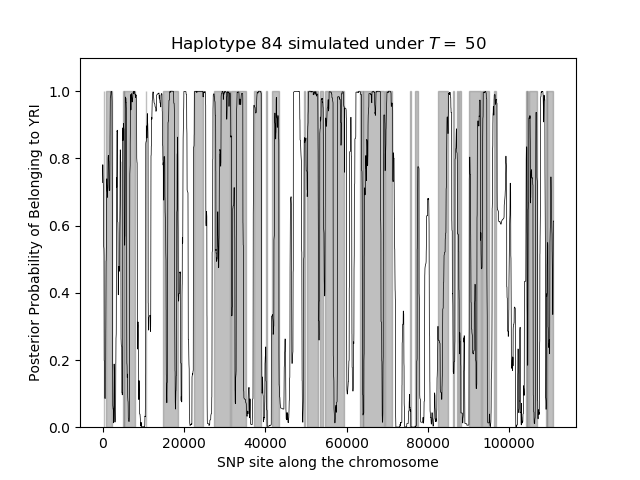 Haplotype 84 simulated under T = 50
Posterior Probability of Belonging to YRI
1.0
0.8
0.6
0.4
0.2
0.0
0 20000 40000 60000 80000 100000
SNP site along the chromosome